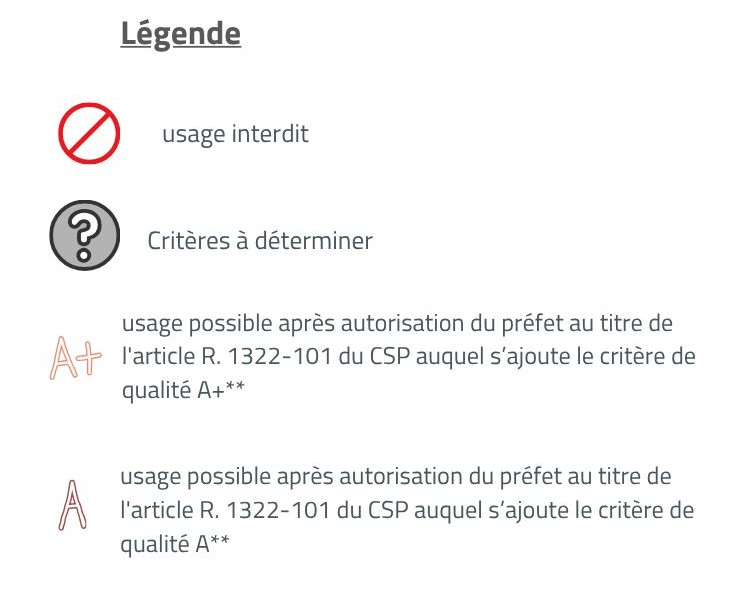 Légende
usage interdit
?
Critères à déterminer
usage possible après autorisation du préfet au titre de
A+
l'article R. 1322-101 du CSP auquel s’ajoute le critère de
qualité A+**
usage possible après autorisation du préfet au titre de
A
l'article R. 1322-101 du CSP auquel s’ajoute le critère de
qualité A**